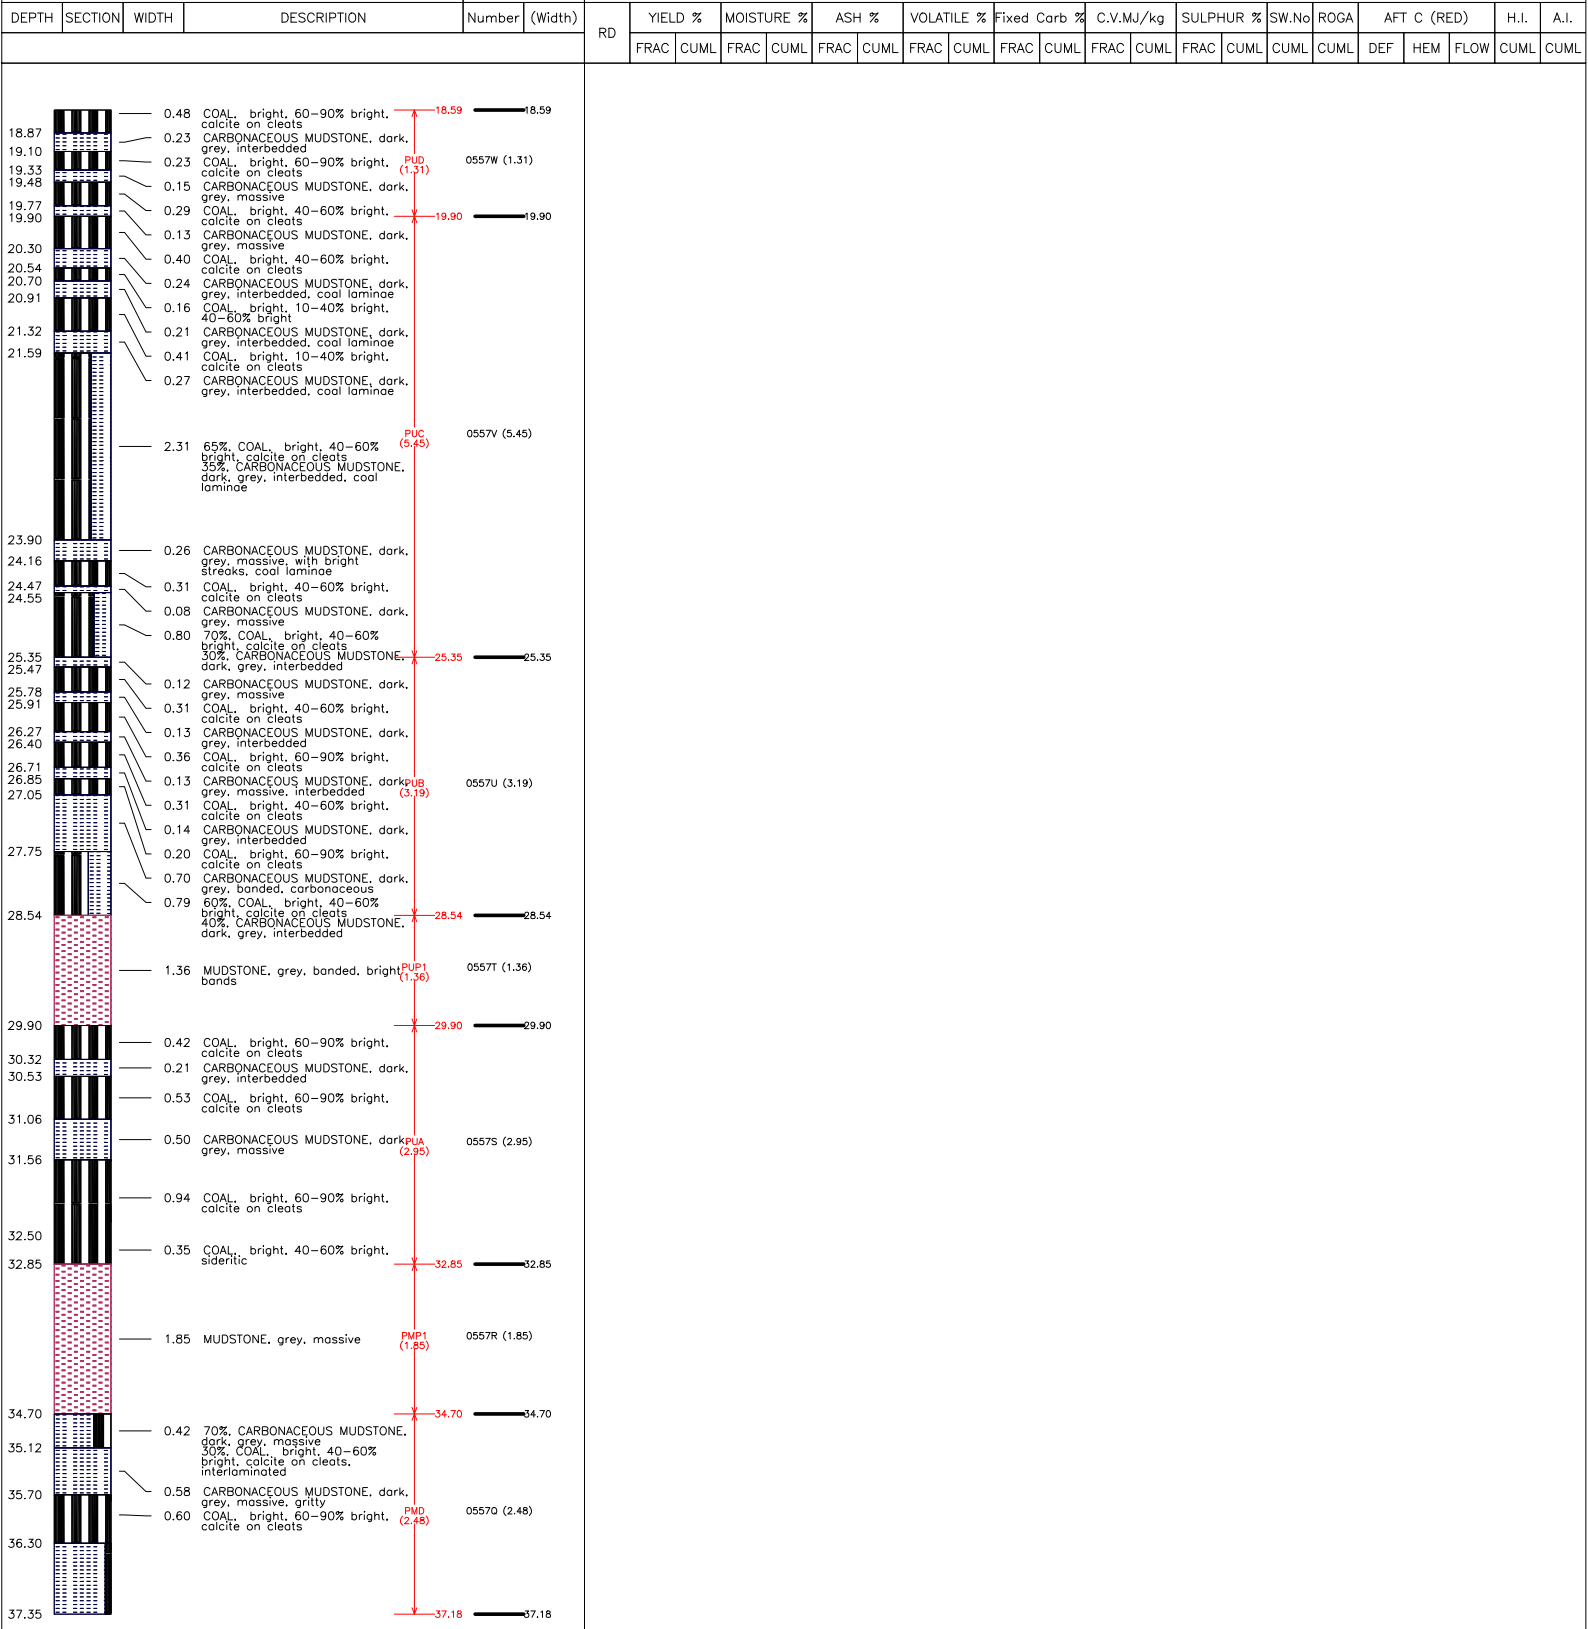 DEPTH SECTION WIDTH DESCRIPTION Number (Width) RD YIELD % MOISTURE % ASH % VOLATILE % Fixed Carb % C.V.MJ/kg SULPHUR % SW.No ROGA AFT C (RED) H.I. A.I.
FRAC CUML FRAC CUML FRAC CUML FRAC CUML FRAC CUML FRAC CUML FRAC CUML CUML CUML DEF HEM FLOW CUML CUML
0.48 COAL, bright, 60-90% bright,
calcite on cleats
18.59 18.59
18.87
0.23 CARBONACEOUS MUDSTONE, dark,
grey, interbedded
19.10
0.23 COAL, bright, 60-90% bright,
calcite on cleats
PUD
(1.31)
0557W (1.31)
19.33
0.15 CARBONACEOUS MUDSTONE, dark,
grey, massive
19.48
0.29 COAL, bright, 40-60% bright,
calcite on cleats
19.77
0.13 CARBONACEOUS MUDSTONE, dark,
grey, massive
19.90 19.90 19.90
0.40 COAL, bright, 40-60% bright,
calcite on cleats
20.30
0.24 CARBONACEOUS MUDSTONE, dark,
grey, interbedded, coal laminae
20.54
0.16 COAL, bright, 10-40% bright,
40-60% bright
20.70
0.21 CARBONACEOUS MUDSTONE, dark,
grey, interbedded, coal laminae
20.91
0.41 COAL, bright, 10-40% bright,
calcite on cleats
21.32
0.27 CARBONACEOUS MUDSTONE, dark,
grey, interbedded, coal laminae
21.59
PUC
(5.45)
0557V (5.45)
2.31 65%, COAL, bright, 40-60%
bright, calcite on cleats
35%, CARBONACEOUS MUDSTONE,
dark, grey, interbedded, coal
laminae
23.90
0.26 CARBONACEOUS MUDSTONE, dark,
grey, massive, with bright
streaks, coal laminae
24.16
0.31 COAL, bright, 40-60% bright,
calcite on cleats
24.47
0.08 CARBONACEOUS MUDSTONE, dark,
grey, massive
24.55
0.80 70%, COAL, bright, 40-60%
bright, calcite on cleats
30%, CARBONACEOUS MUDSTONE,
dark, grey, interbedded
25.35 25.35 25.35
0.12 CARBONACEOUS MUDSTONE, dark,
grey, massive
25.47
0.31 COAL, bright, 40-60% bright,
calcite on cleats
25.78
0.13 CARBONACEOUS MUDSTONE, dark,
grey, interbedded
25.91
0.36 COAL, bright, 60-90% bright,
calcite on cleats
26.27
0.13 CARBONACEOUS MUDSTONE, dark,
grey, massive, interbedded
PUB
(3.19)
0557U (3.19)
26.40
0.31 COAL, bright, 40-60% bright,
calcite on cleats
26.71
0.14 CARBONACEOUS MUDSTONE, dark,
grey, interbedded
26.85
0.20 COAL, bright, 60-90% bright,
calcite on cleats
27.05
0.70 CARBONACEOUS MUDSTONE, dark,
grey, banded, carbonaceous
27.75
0.79 60%, COAL, bright, 40-60%
bright, calcite on cleats
40%, CARBONACEOUS MUDSTONE,
dark, grey, interbedded
28.54 28.54 28.54
1.36 MUDSTONE, grey, banded, bright
bands
PUP1
(1.36)
0557T (1.36)
29.90 29.90 29.90
0.42 COAL, bright, 60-90% bright,
calcite on cleats
30.32
0.21 CARBONACEOUS MUDSTONE, dark,
grey, interbedded
30.53
0.53 COAL, bright, 60-90% bright,
calcite on cleats
31.06
0.50 CARBONACEOUS MUDSTONE, dark,
grey, massive
PUA
(2.95)
0557S (2.95)
31.56
0.94 COAL, bright, 60-90% bright,
calcite on cleats
32.50
0.35 COAL, bright, 40-60% bright,
sideritic
32.85 32.85 32.85
1.85 MUDSTONE, grey, massive
PMP1
(1.85)
0557R (1.85)
34.70 34.70 34.70
0.42 70%, CARBONACEOUS MUDSTONE,
dark, grey, massive
30%, COAL, bright, 40-60%
bright, calcite on cleats,
interlaminated
35.12
0.58 CARBONACEOUS MUDSTONE, dark,
grey, massive, gritty
35.70
0.60 COAL, bright, 60-90% bright,
calcite on cleats
PMD
(2.48)
0557Q (2.48)
36.30
37.35 37.18 37.18